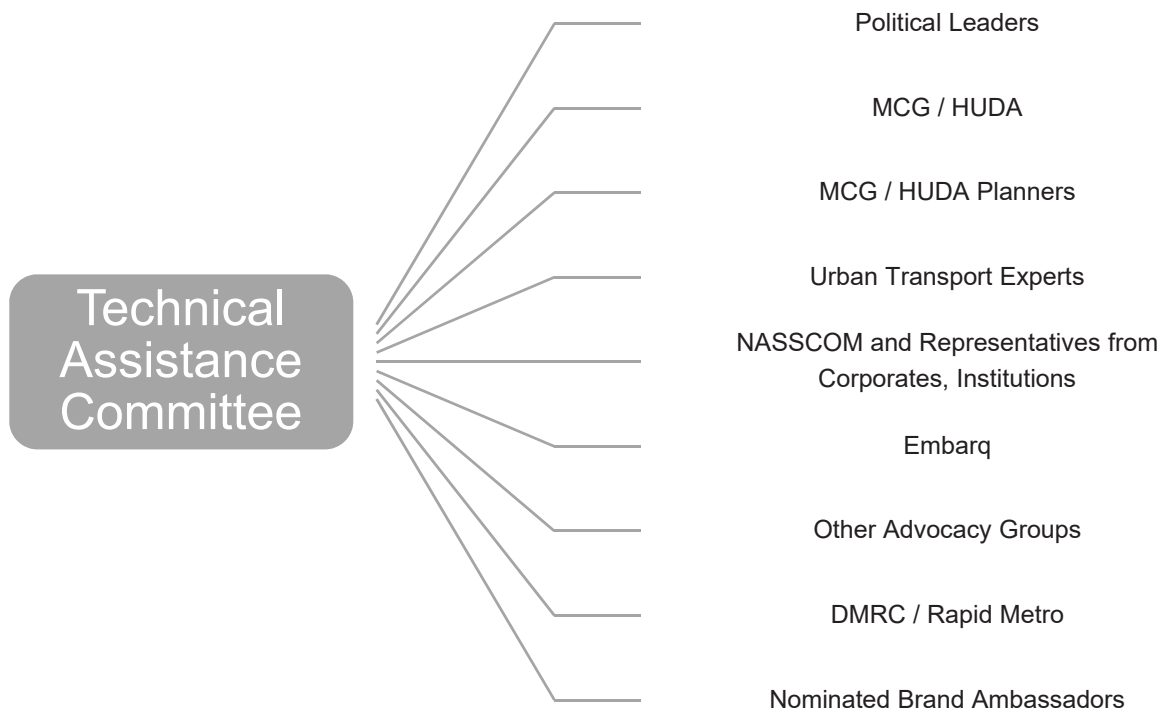 Technical
Assistance
Committee
Political Leaders
MCG / HUDA
MCG / HUDA Planners
Urban Transport Experts
NASSCOM and Representatives from
Corporates, Institutions
Embarq
Other Advocacy Groups
DMRC / Rapid Metro
Nominated Brand Ambassadors